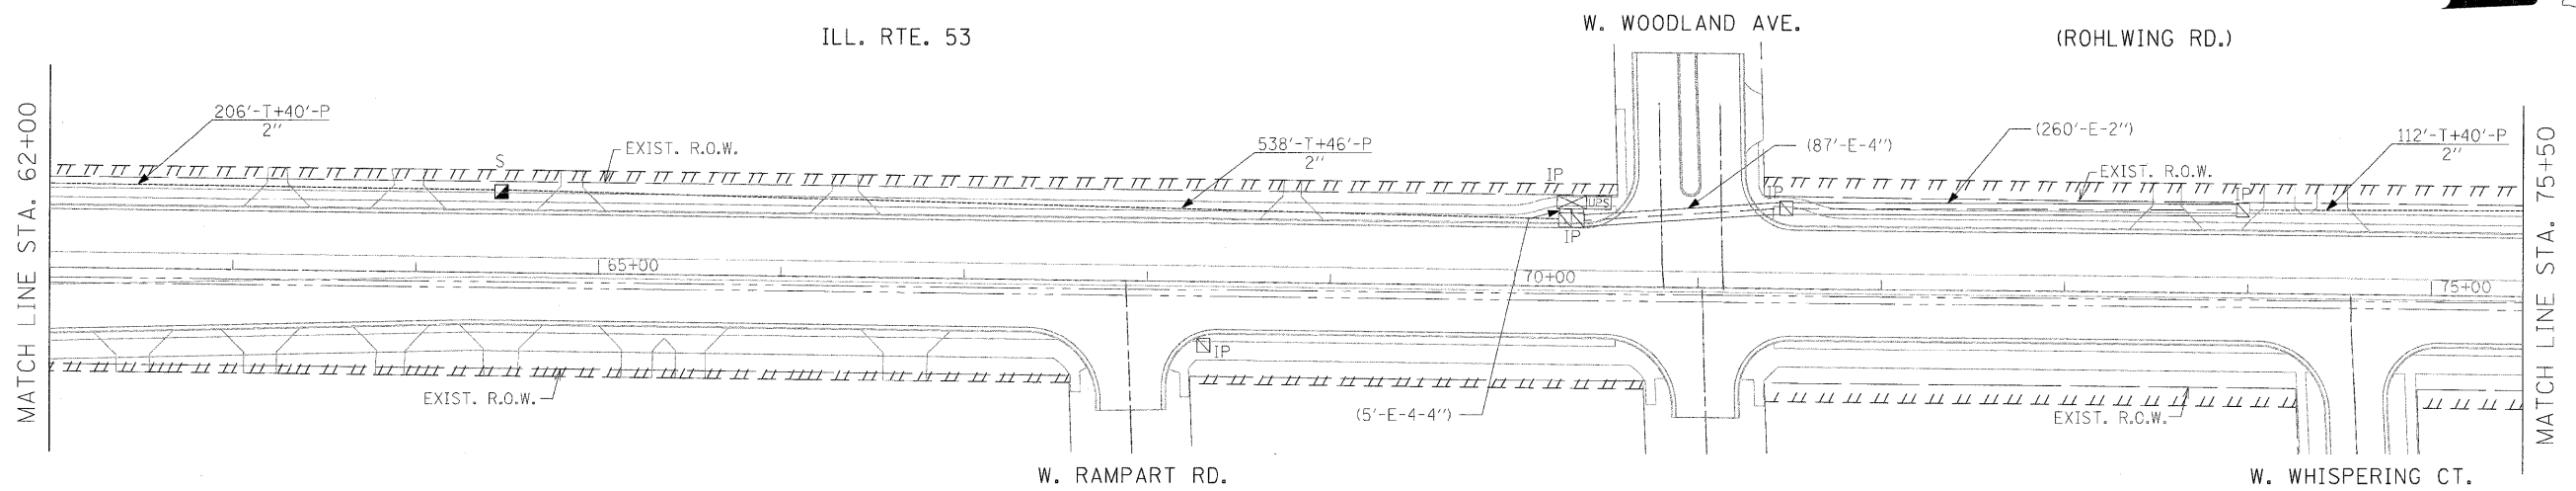 W. WOODLAND AVE.
ILL. RTE. 53
(ROHLWING RD.)
MATCH LINE STA. 62+00
206'-T+40'-P
2"
S
EXIST. R.O.W.
538'-T+46'-P
2"
IP
UPS
IP
(87'-E-4")
IP
(260'-E-2")
EXIST. R.O.W.
IP
112'-T+40'-P
2"
MATCH LINE STA. 75+50
65+00
70+00
75+00
IP
EXIST. R.O.W.
(5'-E-4-4")
EXIST. R.O.W.
W. RAMPART RD.
W. WHISPERING CT.